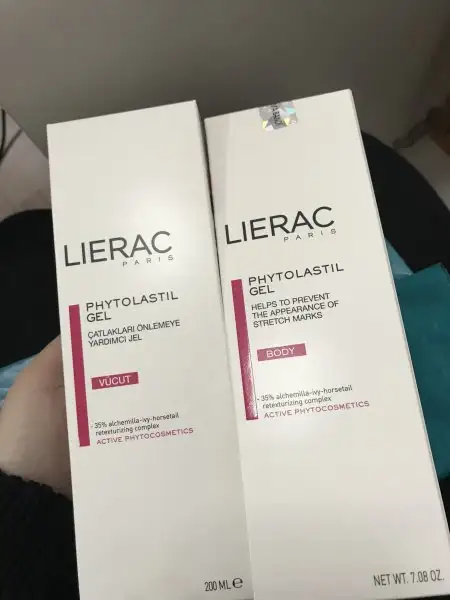 LIERAC
PARIS
PHYTOLASTIL
GEL
ÇATLAKLARI ÖNLEMEYE
YARDIMCI JEL
VÜCUT
- 35% alchemilla-ivy-horsetail
retexturizing complex
ACTIVE PHYTOCOSMETICS
200 ML e
LIERAC
PARIS
PHYTOLASTIL
GEL
HELPS TO PREVENT
THE APPEARANCE OF
STRETCH MARKS
BODY
- 35% alchemilla-ivy-horsetail
retexturizing complex
ACTIVE PHYTOCOSMETICS
NET WT. 7.08 OZ.